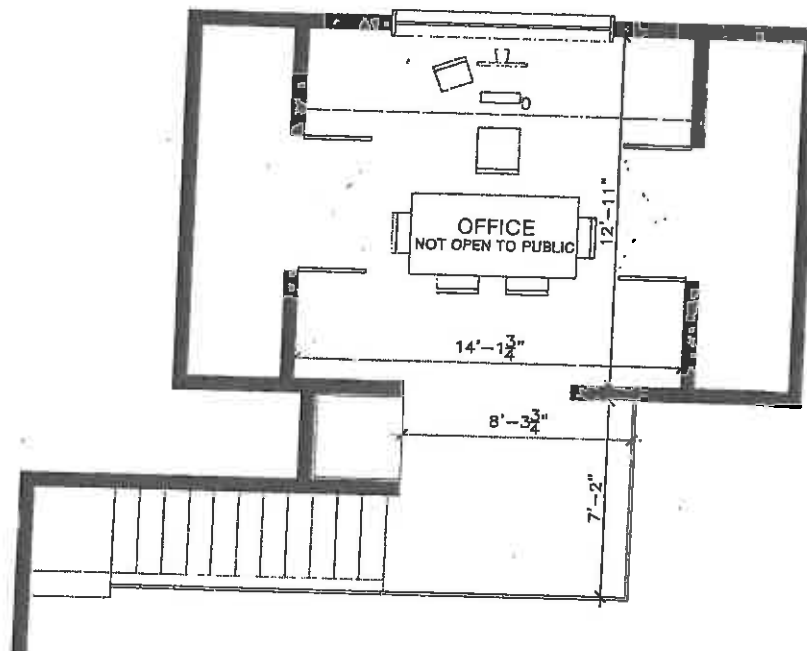 OFFICE
NOT OPEN TO PUBLIC
12'-11"
14'-1 3/4"
8'-3 3/4"
7'-2"